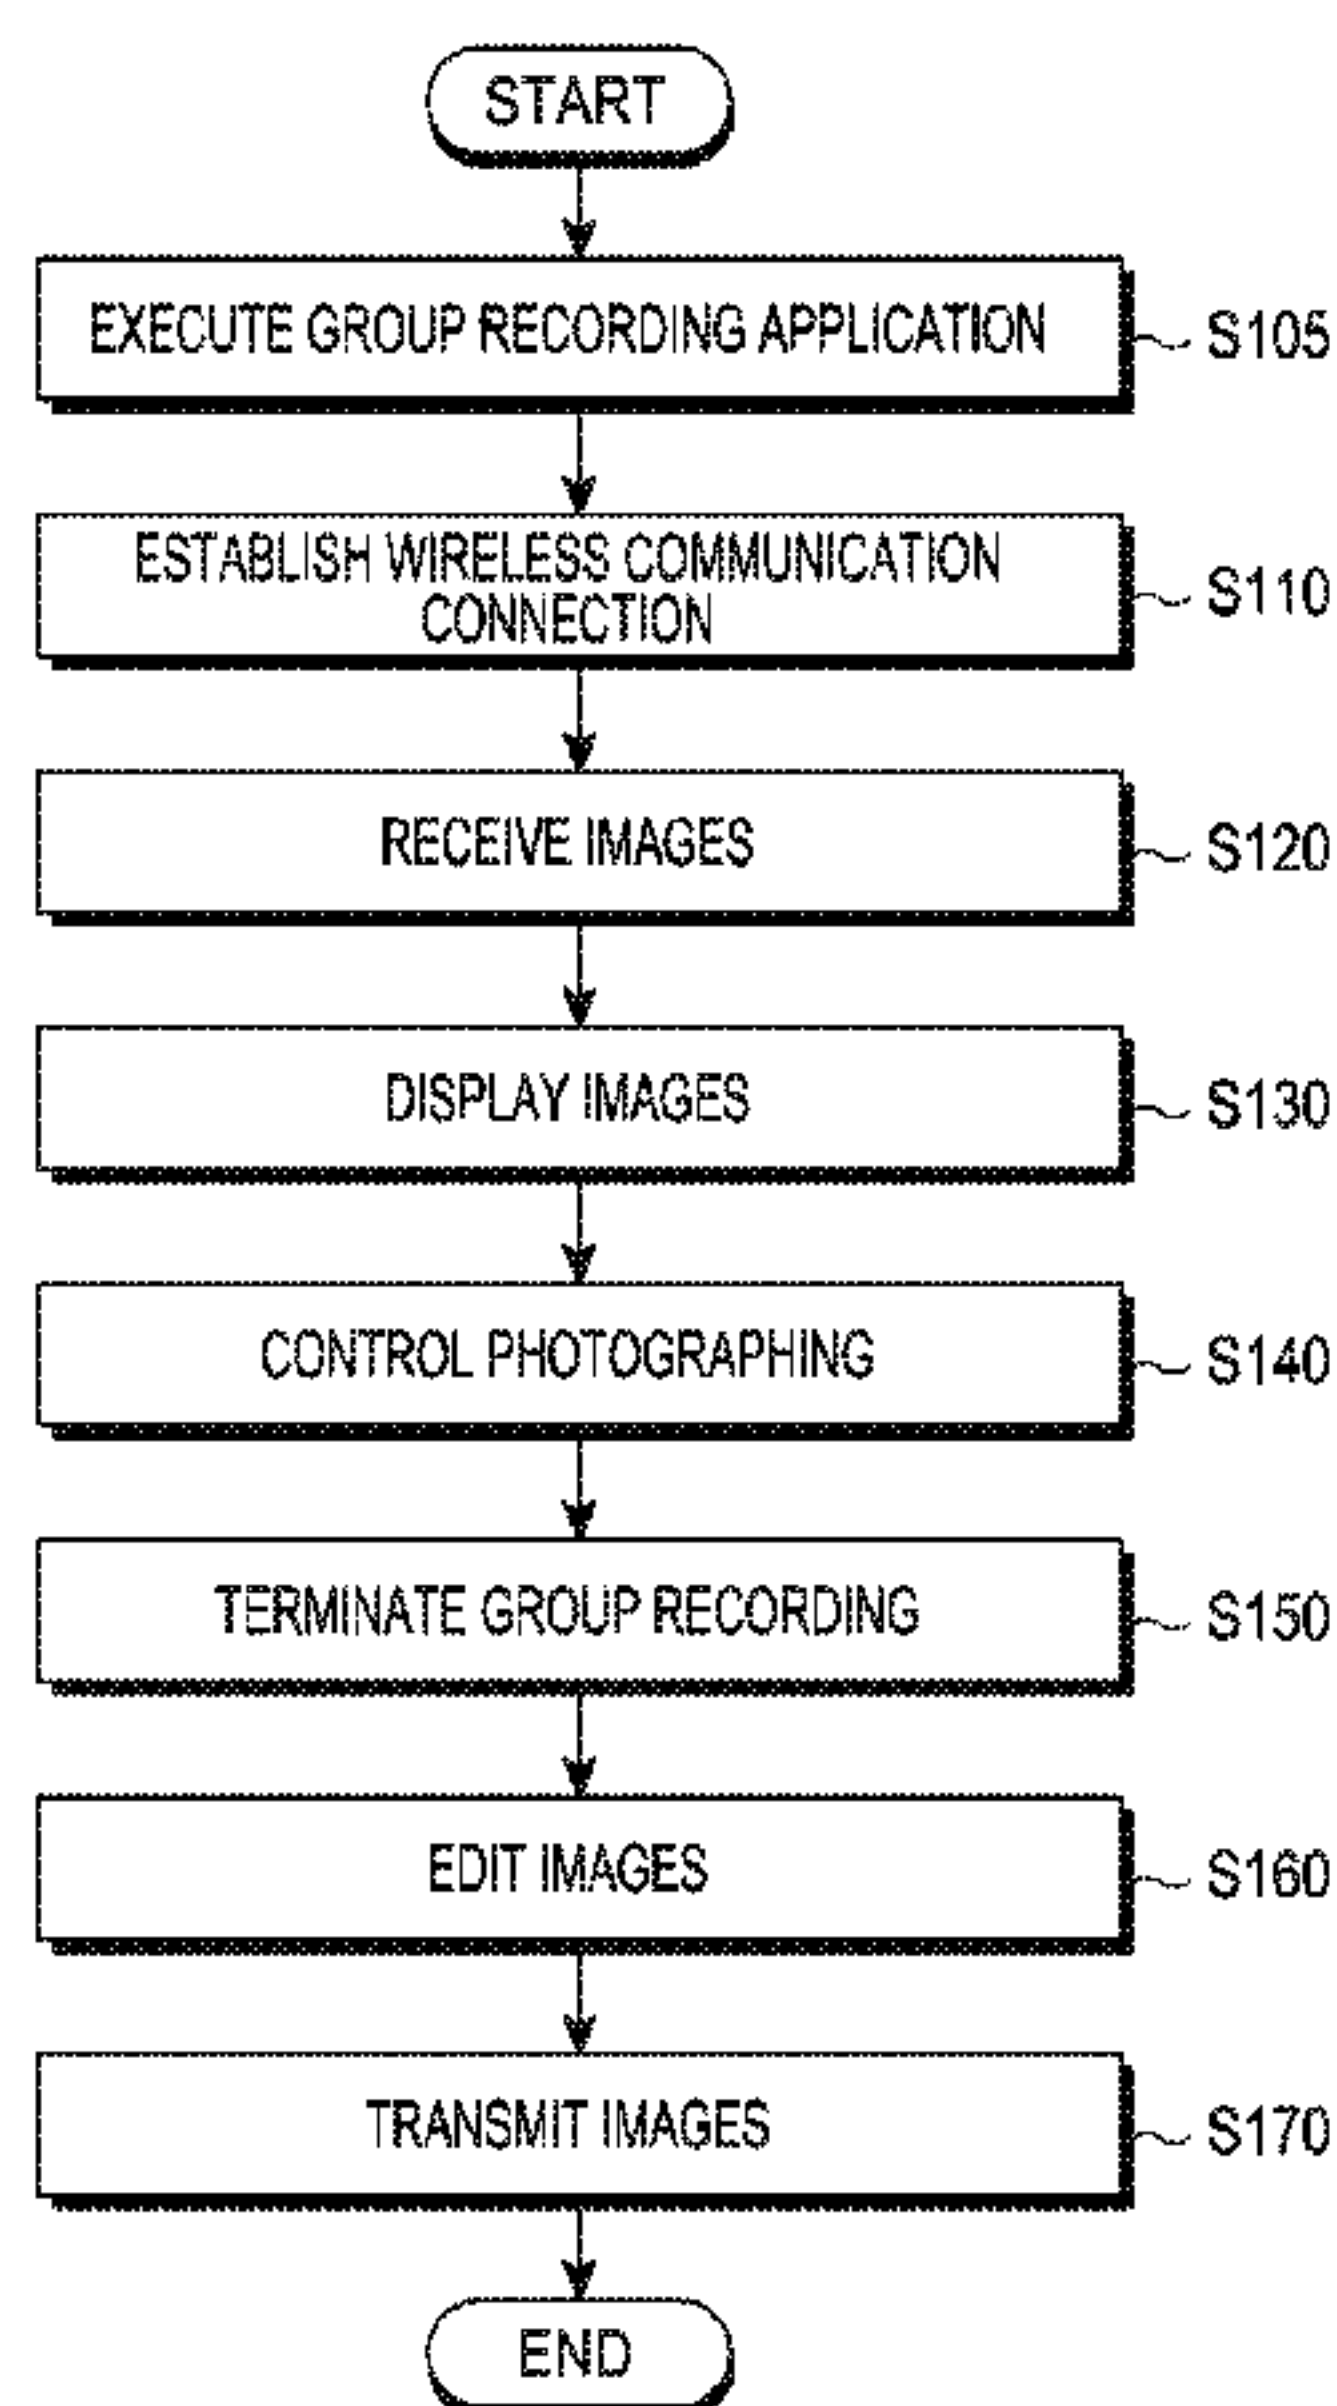 START
EXECUTE GROUP RECORDING APPLICATION
S105
ESTABLISH WIRELESS COMMUNICATION
CONNECTION
S110
RECEIVE IMAGES
S120
DISPLAY IMAGES
S130
CONTROL PHOTOGRAPHING
S140
TERMINATE GROUP RECORDING
S150
EDIT IMAGES
S160
TRANSMIT IMAGES
S170
END